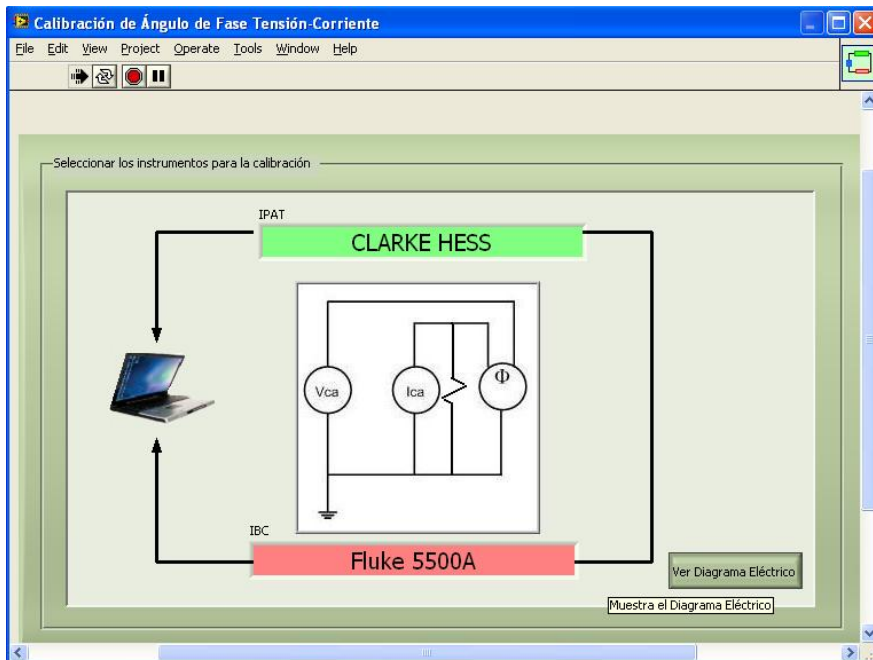 Calibración de Ángulo de Fase Tensión-Corriente
File Edit View Project Operate Tools Window Help
Seleccionar los instrumentos para la calibración
IPAT
CLARKE HESS
Vca
Ica
Φ
IBC
Fluke 5500A
Ver Diagrama Eléctrico
Muestra el Diagrama Eléctrico